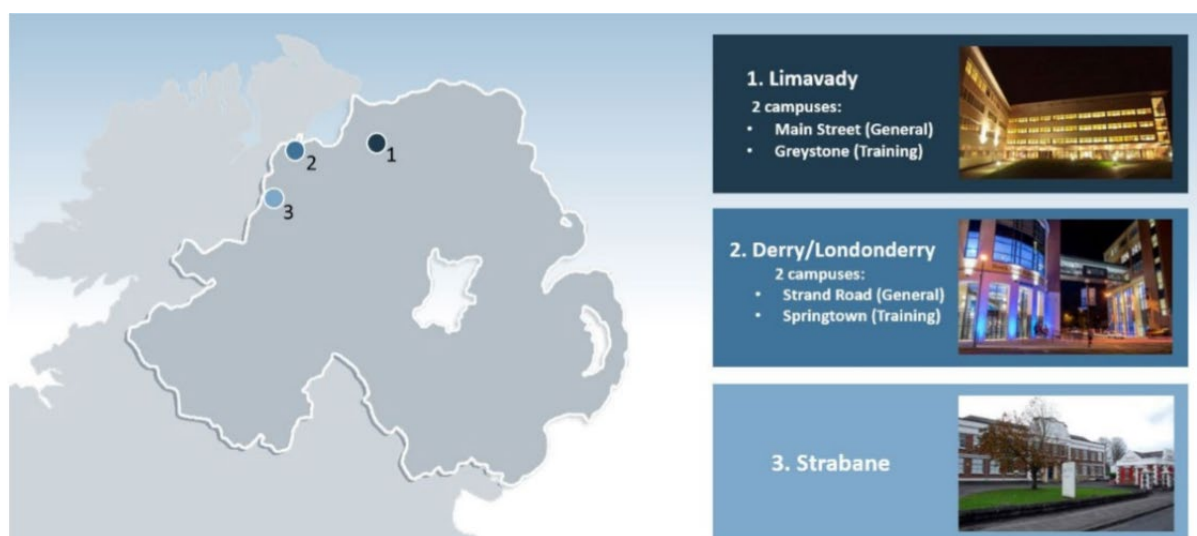 1
2
3
1. Limavady
2 campuses:
• Main Street (General)
• Greystone (Training)
2. Derry/Londonderry
2 campuses:
• Strand Road (General)
• Springtown (Training)
3. Strabane